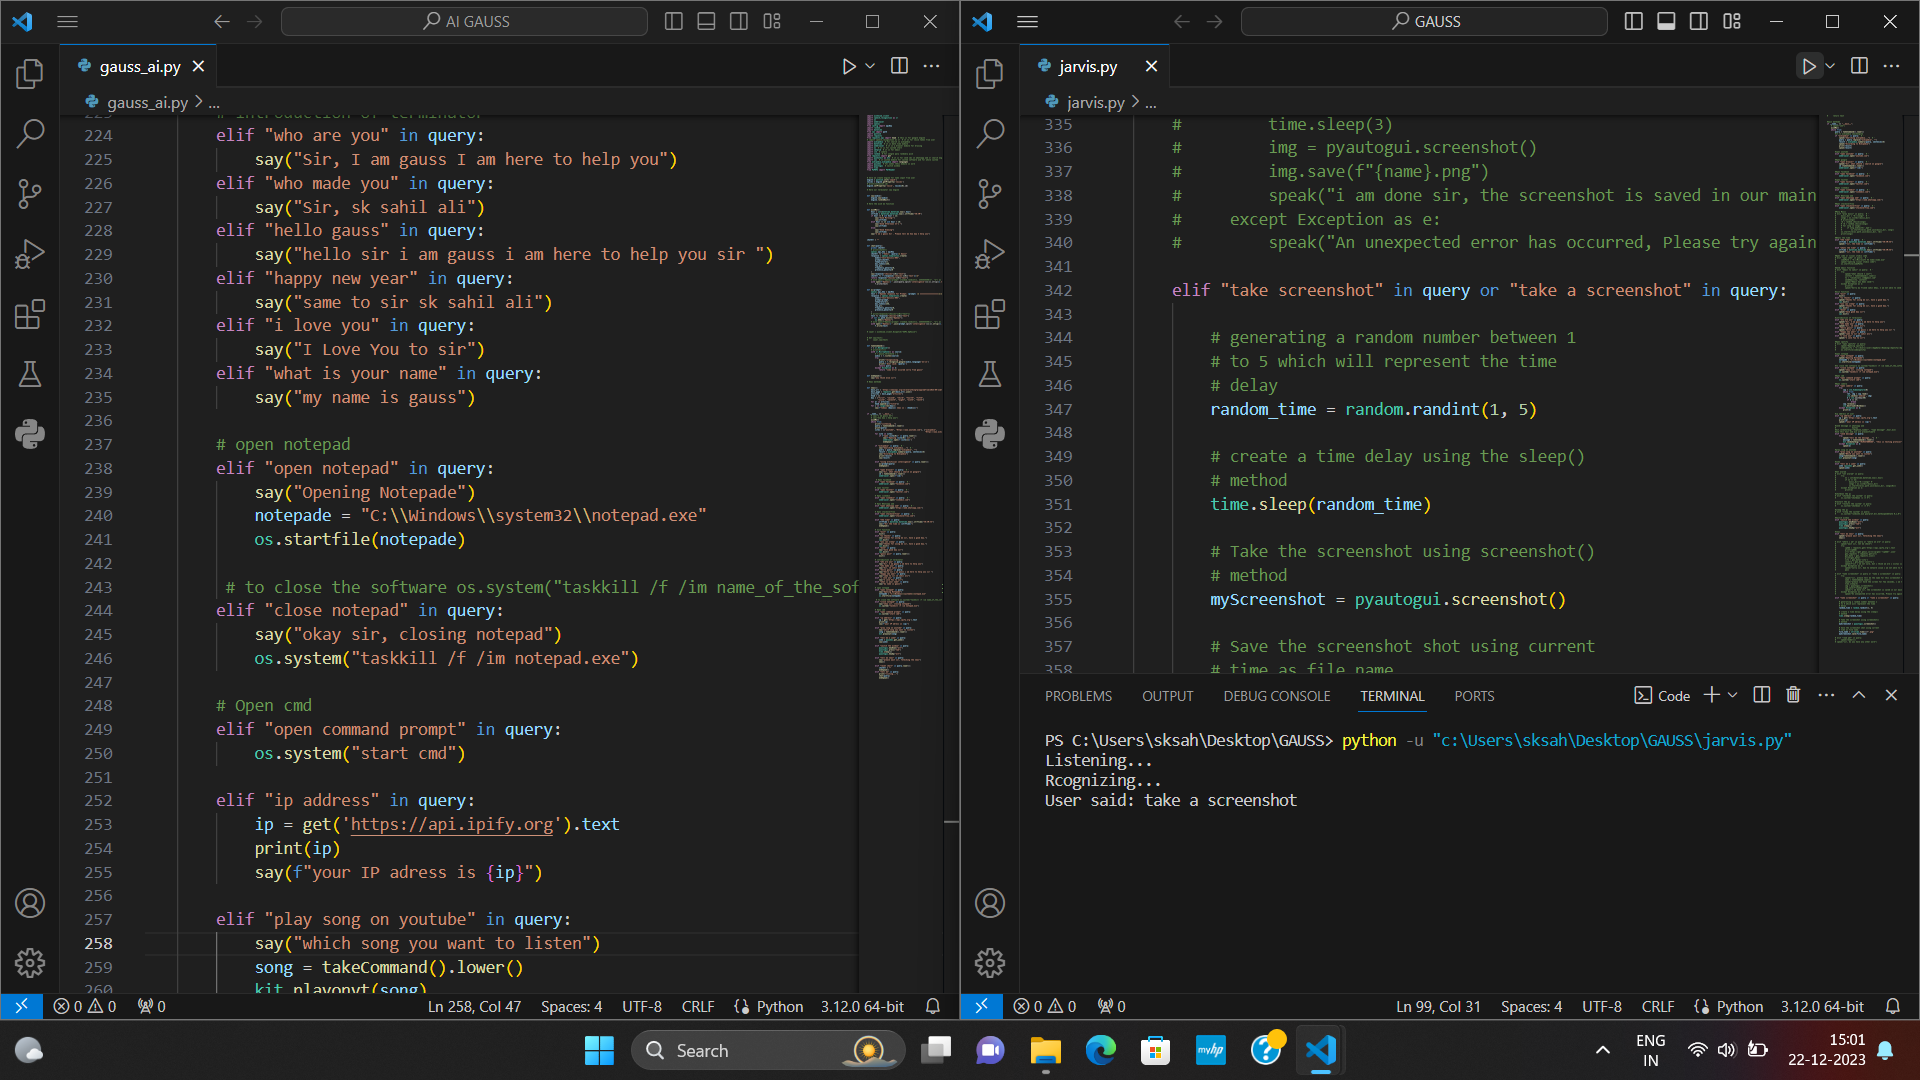 AI GAUSS
gauss_ai.py
gauss_ai.py > ...
224 elif "who are you" in query:
225 say("Sir, I am gauss I am here to help you")
226 elif "who made you" in query:
227 say("Sir, sk sahil ali")
228 elif "hello gauss" in query:
229 say("hello sir i am gauss i am here to help you sir ")
230 elif "happy new year" in query:
231 say("same to sir sk sahil ali")
232 elif "i love you" in query:
233 say("I Love You to sir")
234 elif "what is your name" in query:
235 say("my name is gauss")
236
237 # open notepad
238 elif "open notepad" in query:
239 say("Opening Notepade")
240 notepade = "C:\\Windows\\system32\\notepad.exe"
241 os.startfile(notepade)
242
243 # to close the software os.system("taskkill /f /im name_of_the_sof
244 elif "close notepad" in query:
245 say("okay sir, closing notepad")
246 os.system("taskkill /f /im notepad.exe")
247
248 # Open cmd
249 elif "open command prompt" in query:
250 os.system("start cmd")
251
252 elif "ip address" in query:
253 ip = get('https://api.ipify.org').text
254 print(ip)
255 say(f"your IP adress is {ip}")
256
257 elif "play song on youtube" in query:
258 say("which song you want to listen")
259 song = takeCommand().lower()
260 kit.playonyt(song)
0 0 0 Ln 258, Col 47 Spaces: 4 UTF-8 CRLF Python 3.12.0 64-bit
GAUSS
jarvis.py
jarvis.py > ...
335 # time.sleep(3)
336 # img = pyautogui.screenshot()
337 # img.save(f"{name}.png")
338 # speak("i am done sir, the screenshot is saved in our main
339 # except Exception as e:
340 # speak("An unexpected error has occurred, Please try again
341
342 elif "take screenshot" in query or "take a screenshot" in query:
343
344 # generating a random number between 1
345 # to 5 which will represent the time
346 # delay
347 random_time = random.randint(1, 5)
348
349 # create a time delay using the sleep()
350 # method
351 time.sleep(random_time)
352
353 # Take the screenshot using screenshot()
354 # method
355 myScreenshot = pyautogui.screenshot()
356
357 # Save the screenshot shot using current
358 # time as file name
PROBLEMS OUTPUT DEBUG CONSOLE TERMINAL PORTS Code
PS C:\Users\sksah\Desktop\GAUSS> python -u "c:\Users\sksah\Desktop\GAUSS\jarvis.py"
Listening...
Rcognizing...
User said: take a screenshot
0 0 0 Ln 99, Col 31 Spaces: 4 UTF-8 CRLF Python 3.12.0 64-bit
Search
myhp
ENG
IN
15:01
22-12-2023